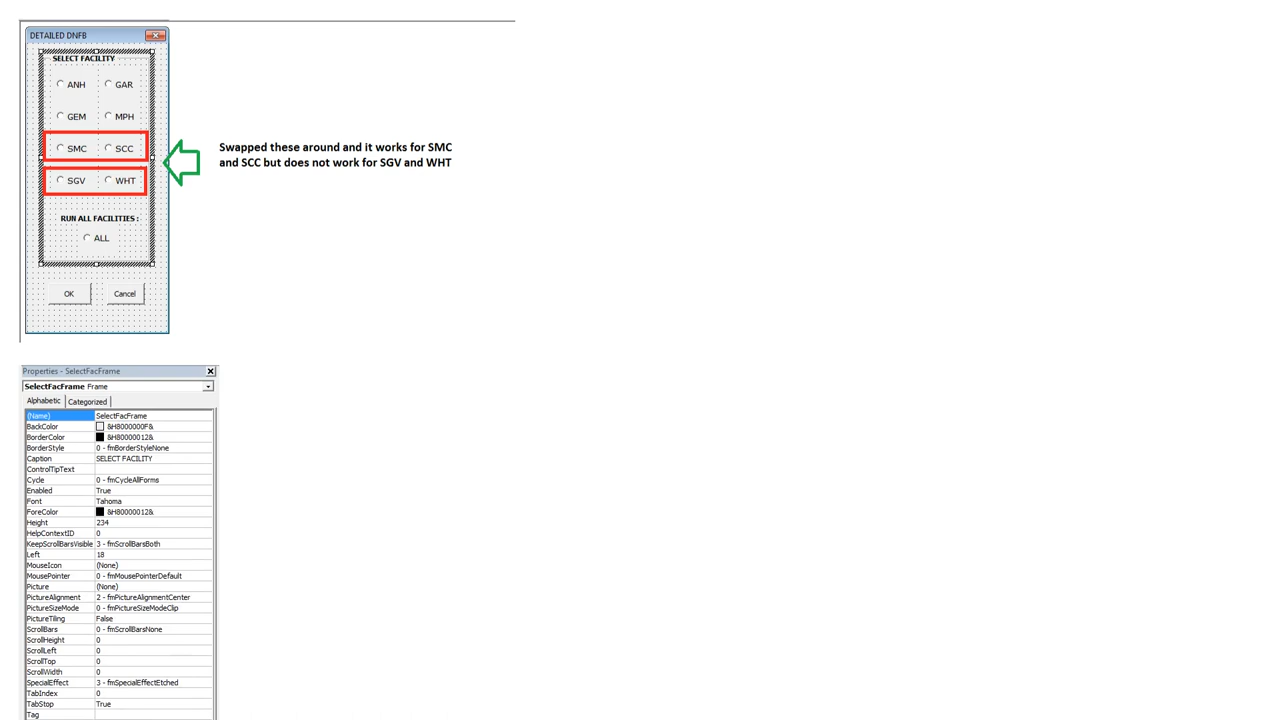 DETAILED DNFB
SELECT FACILITY
ANH GAR
GEM MPH
SMC SCC
SGV WHT
RUN ALL FACILITIES :
ALL
OK Cancel
Swapped these around and it works for SMC
and SCC but does not work for SGV and WHT
Properties - SelectFacFrame
SelectFacFrame Frame
Alphabetic Categorized
(Name) SelectFacFrame
BackColor &H8000000F&
BorderColor &H80000012&
BorderStyle 0 - fmBorderStyleNone
Caption SELECT FACILITY
ControlTipText
Cycle 0 - fmCycleAllForms
Enabled True
Font Tahoma
ForeColor &H80000012&
Height 234
HelpContextID 0
KeepScrollBarsVisible 3 - fmScrollBarsBoth
Left 18
MouseIcon (None)
MousePointer 0 - fmMousePointerDefault
Picture (None)
PictureAlignment 2 - fmPictureAlignmentCenter
PictureSizeMode 0 - fmPictureSizeModeClip
PictureTiling False
ScrollBars 0 - fmScrollBarsNone
ScrollHeight 0
ScrollLeft 0
ScrollTop 0
ScrollWidth 0
SpecialEffect 3 - fmSpecialEffectEtched
TabIndex 0
TabStop True
Tag